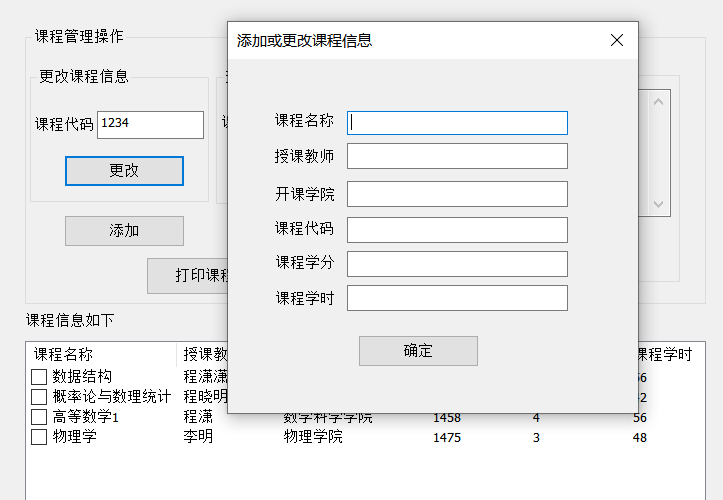 课程管理操作
更改课程信息
课程代码 1234
更改
添加
打印课程
添加或更改课程信息
课程名称
授课教师
开课学院
课程代码
课程学分
课程学时
确定
课程信息如下
课程名称 授课教 课程学时
数据结构 程潇潇
概率论与数理统计 程晓明
高等数学1 程潇 数学科学学院 1458 4 56
物理学 李明 物理学院 1475 3 48